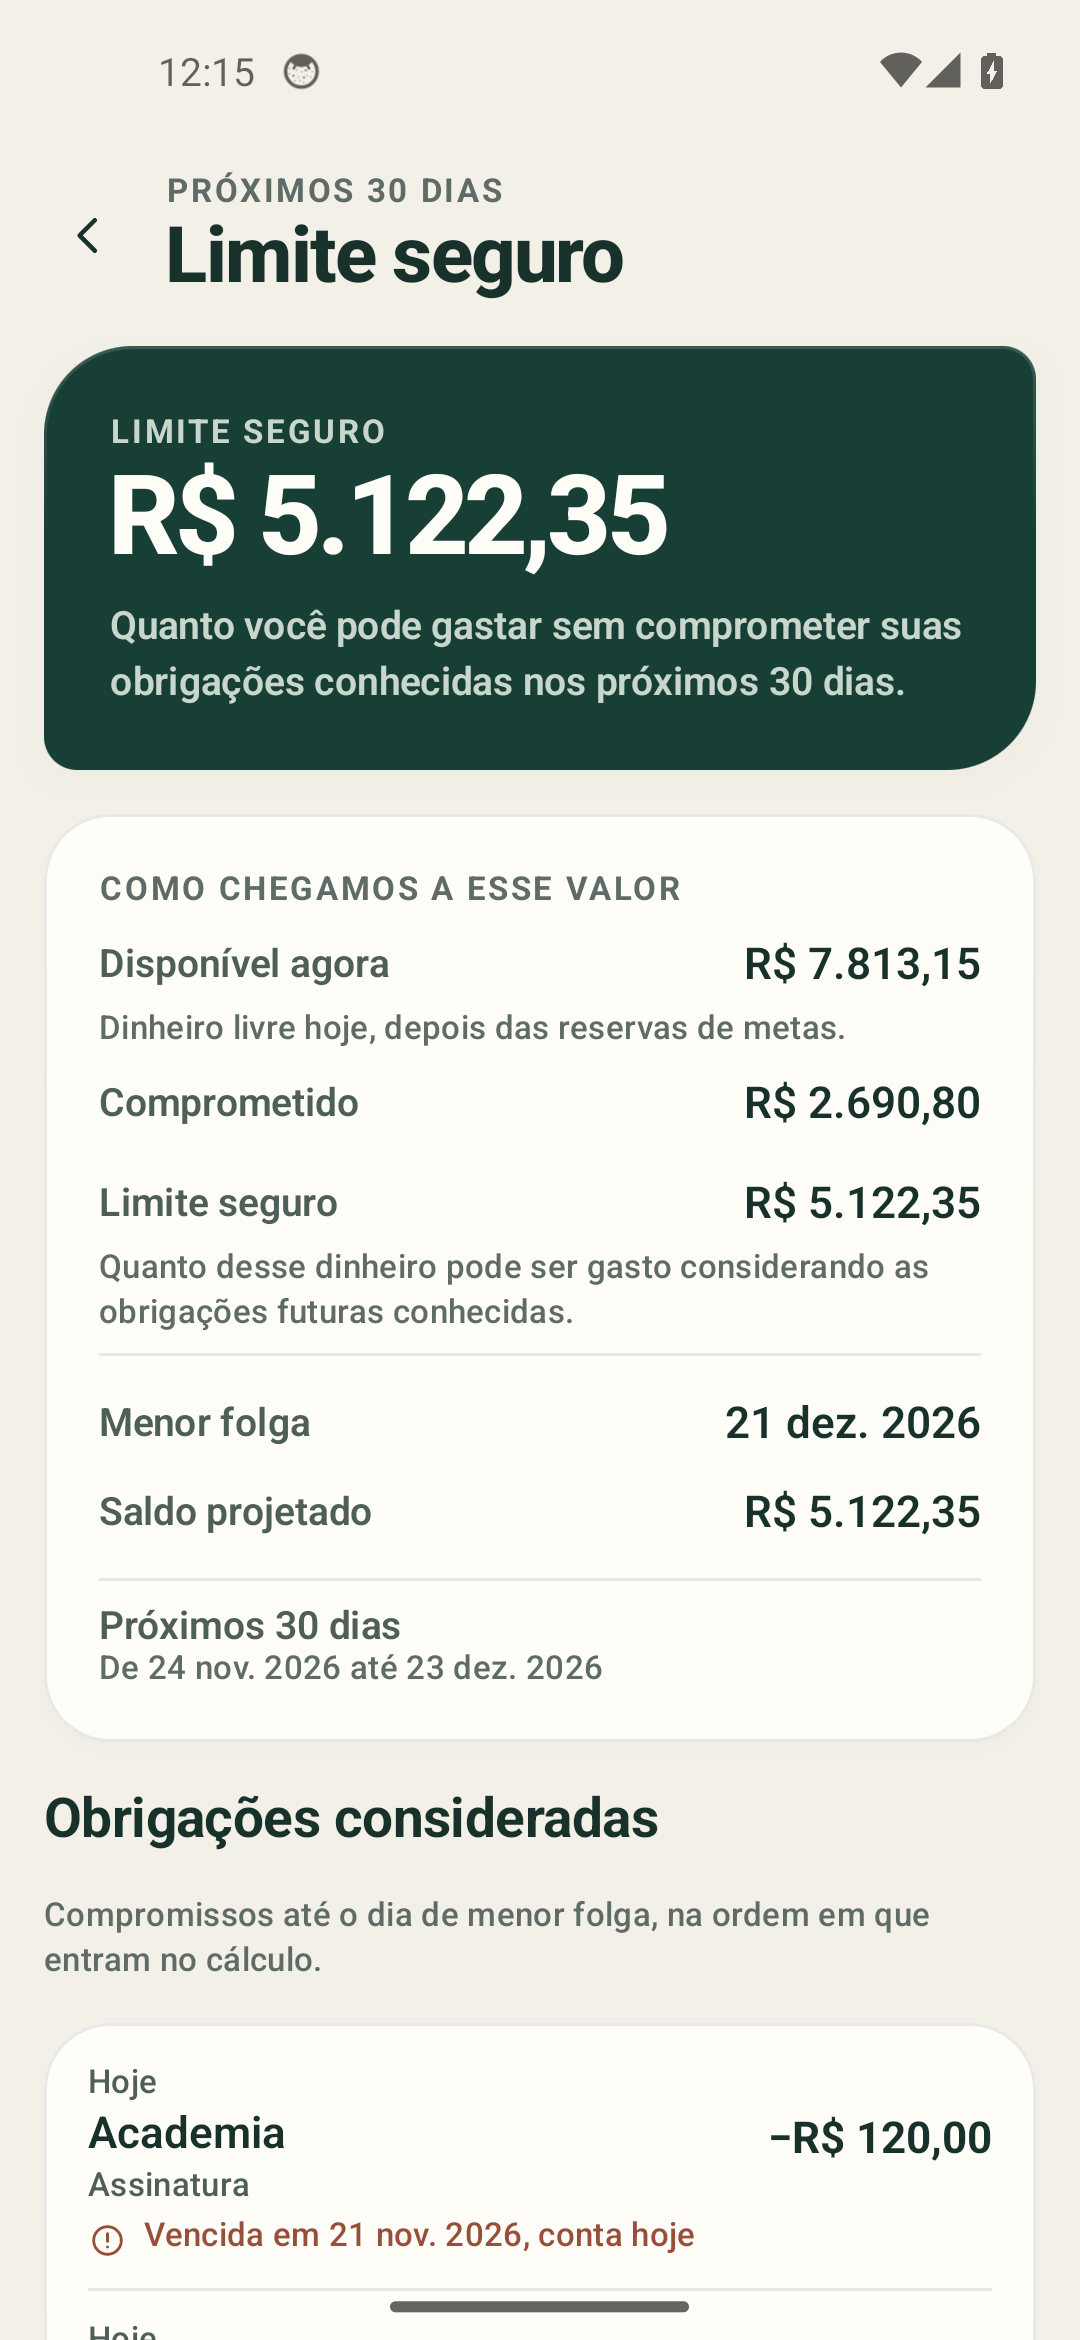 12:15
PRÓXIMOS 30 DIAS
Limite seguro
LIMITE SEGURO
R$ 5.122,35
Quanto você pode gastar sem comprometer suas
obrigações conhecidas nos próximos 30 dias.
COMO CHEGAMOS A ESSE VALOR
Disponível agora R$ 7.813,15
Dinheiro livre hoje, depois das reservas de metas.
Comprometido R$ 2.690,80
Limite seguro R$ 5.122,35
Quanto desse dinheiro pode ser gasto considerando as
obrigações futuras conhecidas.
Menor folga 21 dez. 2026
Saldo projetado R$ 5.122,35
Próximos 30 dias
De 24 nov. 2026 até 23 dez. 2026
Obrigações consideradas
Compromissos até o dia de menor folga, na ordem em que
entram no cálculo.
Hoje
Academia −R$ 120,00
Assinatura
Vencida em 21 nov. 2026, conta hoje
Hoje